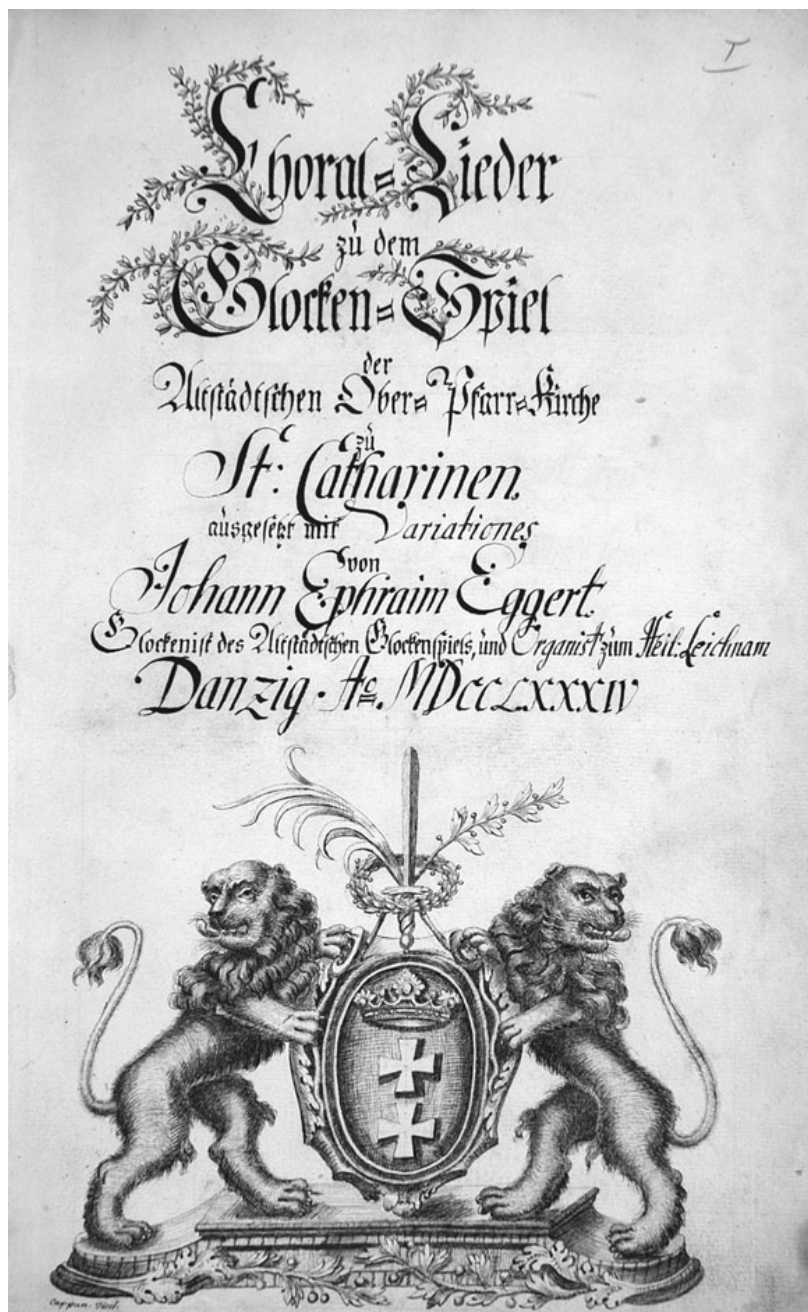 I
Choral=Lieder
zu dem
Glocken=Spiel
der
Altstädtschen Ober=Pfarr=Kirche
zu
St: Catharinen,
ausgesetzt mit Variationes
von
Johann Ephraim Eggert.
Glockenist des Altstädtschen Glockenspiels, und Organist zum Heil: Leichnam
Danzig. Ao. MDCCLXXXIV